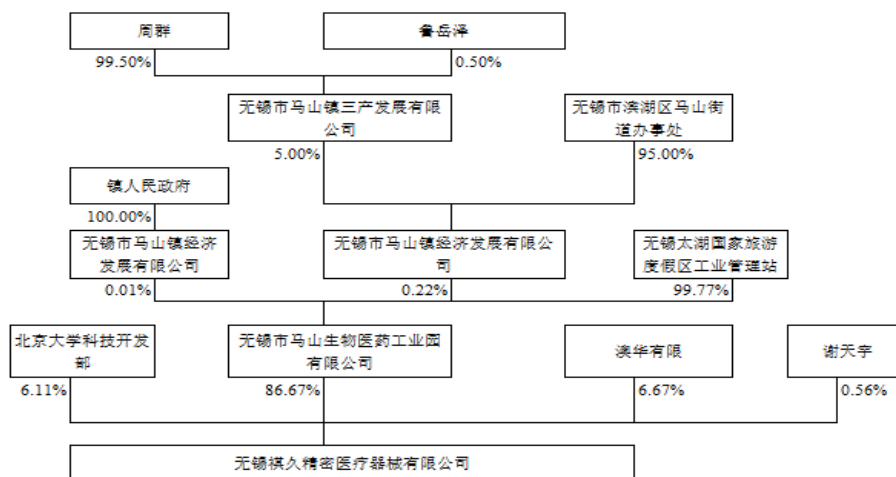 周群
鲁岳泽
99.50%
0.50%
无锡市马山镇三产发展有限
公司
无锡市滨湖区马山街
道办事处
5.00%
95.00%
镇人民政府
100.00%
无锡市马山镇经济
发展有限公司
无锡市马山镇经济发展有限公
司
无锡太湖国家旅游
度假区工业管理站
0.01%
0.22%
99.77%
北京大学科技开发
部
无锡市马山生物医药工业园
有限公司
澳华有限
谢天宇
6.11%
86.67%
6.67%
0.56%
无锡祺久精密医疗器械有限公司